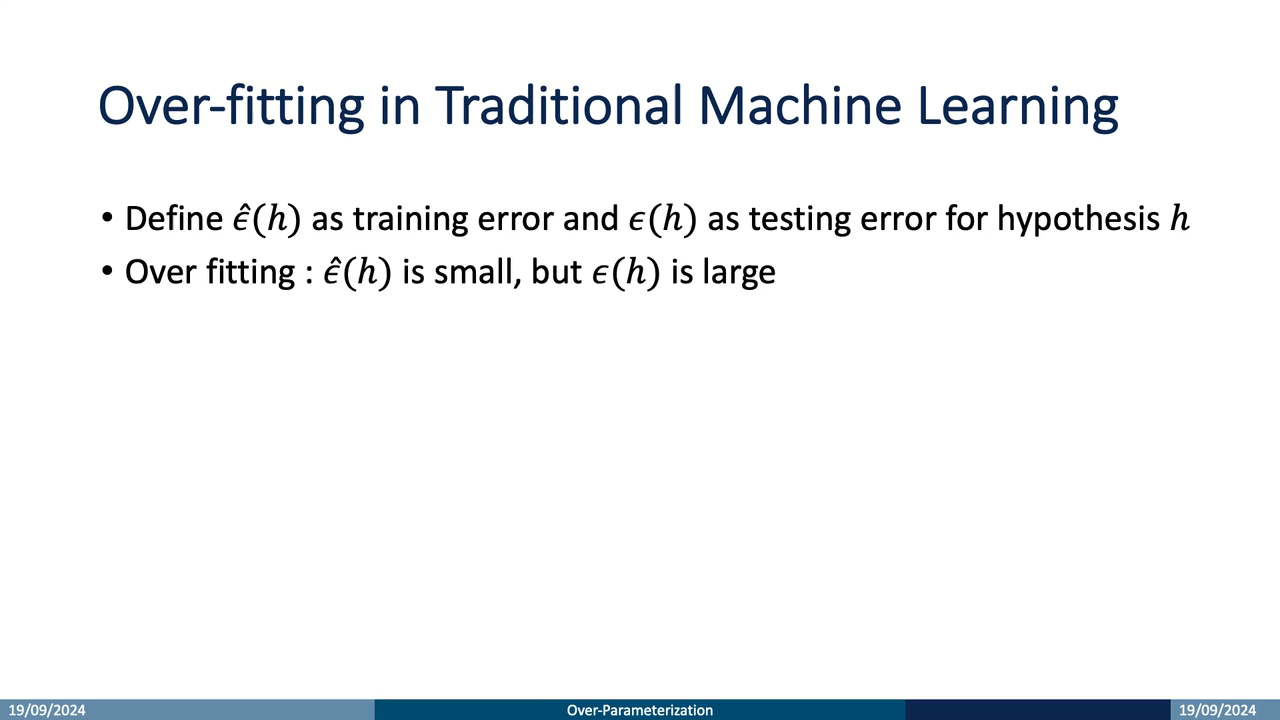 Over-fitting in Traditional Machine Learning
• Define ϵ̂(h) as training error and ϵ(h) as testing error for hypothesis h
• Over fitting : ϵ̂(h) is small, but ϵ(h) is large
19/09/2024
Over-Parameterization
19/09/2024